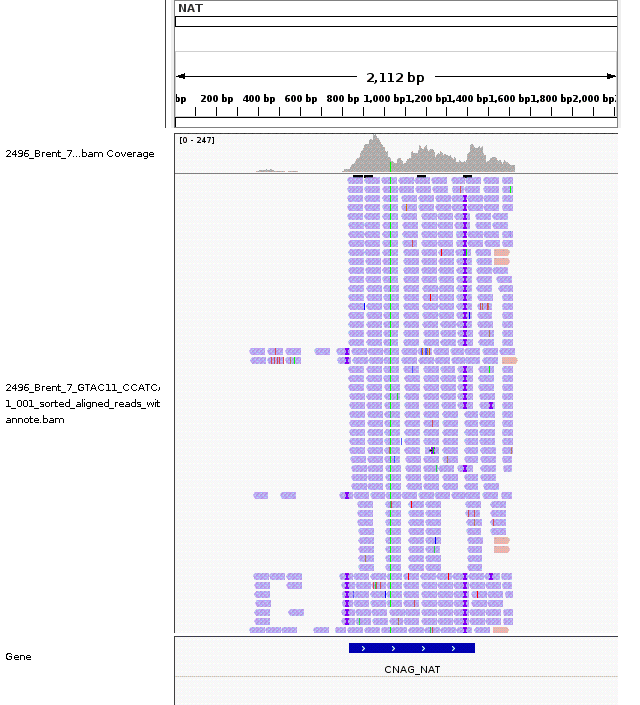 NAT
2,112 bp
bp 200 bp 400 bp 600 bp 800 bp 1,000 bp 1,200 bp 1,400 bp 1,600 bp 1,800 bp 2,000 bp
[0 - 247]
2496_Brent_7...bam Coverage
2496_Brent_7_GTAC11_CCATC
1_001_sorted_aligned_reads_wit
annote.bam
Gene
CNAG_NAT